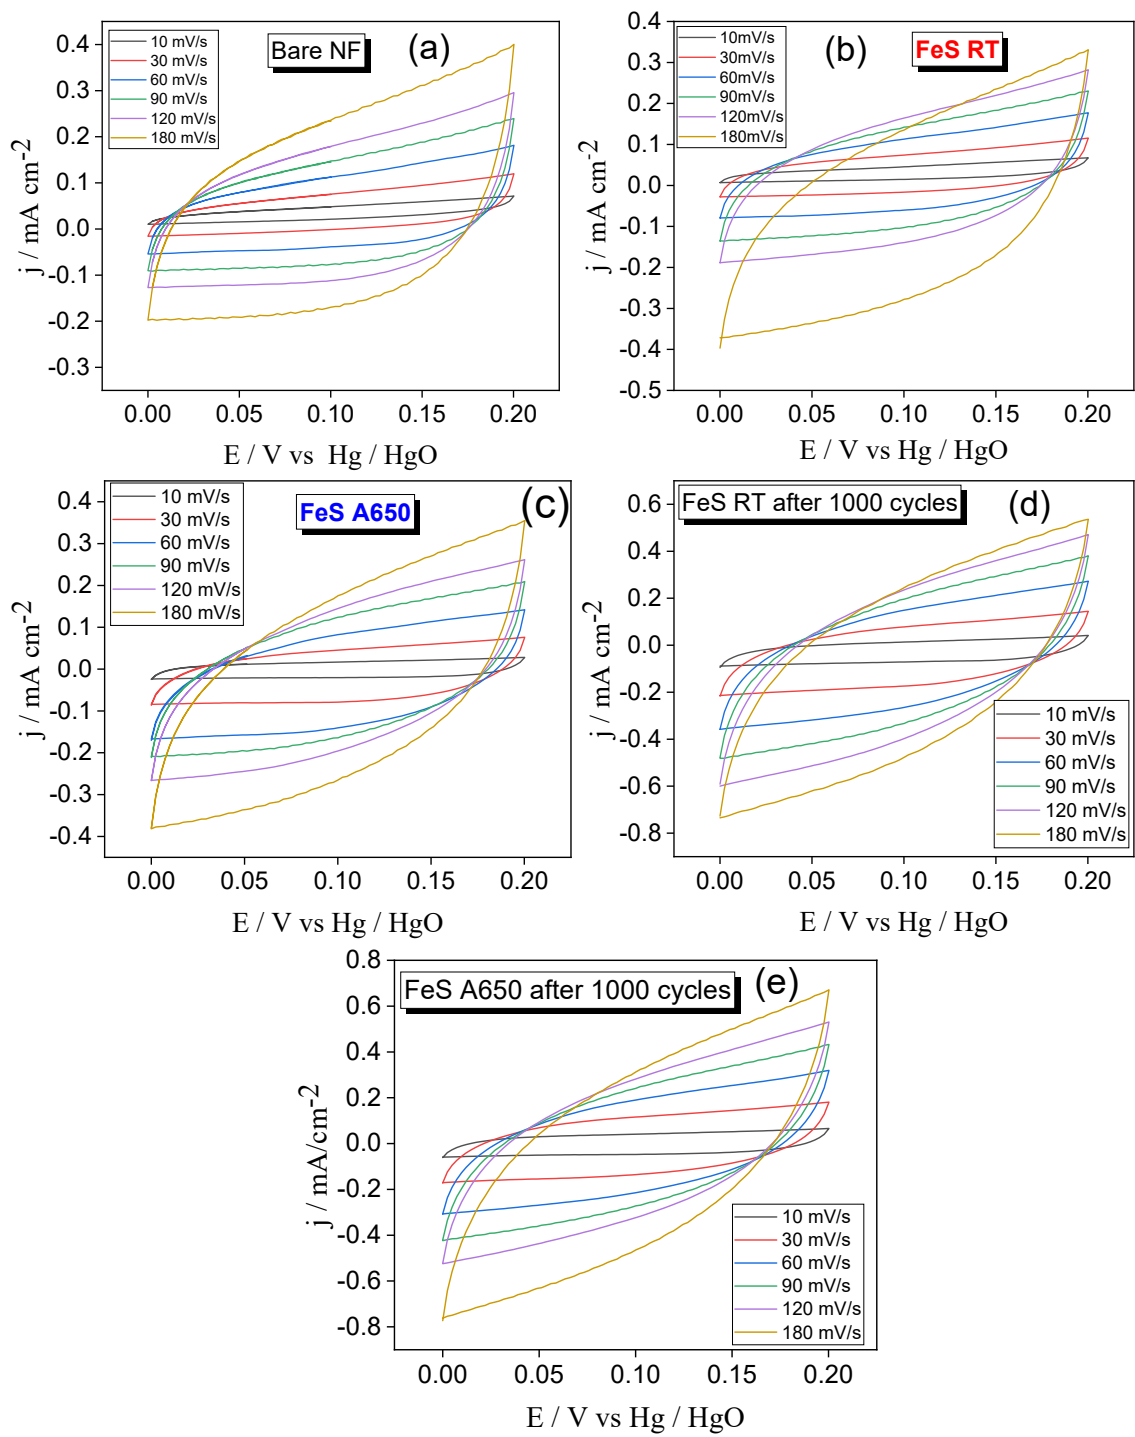 (a)
Bare NF
10 mV/s
30 mV/s
60 mV/s
90 mV/s
120 mV/s
180 mV/s
0.4
0.3
0.2
0.1
0.0
-0.1
-0.2
-0.3
j / mA cm-2
0.00 0.05 0.10 0.15 0.20
E / V vs Hg / HgO
(b)
FeS RT
10mV/s
30mV/s
60mV/s
90mV/s
120mV/s
180mV/s
0.4
0.3
0.2
0.1
0.0
-0.1
-0.2
-0.3
-0.4
-0.5
j / mA cm-2
0.00 0.05 0.10 0.15 0.20
E / V vs Hg / HgO
(c)
FeS A650
10 mV/s
30 mV/s
60 mV/s
90 mV/s
120 mV/s
180 mV/s
0.4
0.3
0.2
0.1
0.0
-0.1
-0.2
-0.3
-0.4
j / mA cm-2
0.00 0.05 0.10 0.15 0.20
E / V vs Hg / HgO
FeS RT after 1000 cycles
(d)
0.6
0.4
0.2
0.0
-0.2
-0.4
-0.6
-0.8
j / mA cm-2
10 mV/s
30 mV/s
60 mV/s
90 mV/s
120 mV/s
180 mV/s
0.00 0.05 0.10 0.15 0.20
E / V vs Hg / HgO
FeS A650 after 1000 cycles
(e)
0.8
0.6
0.4
0.2
0.0
-0.2
-0.4
-0.6
-0.8
j / mA/cm-2
10 mV/s
30 mV/s
60 mV/s
90 mV/s
120 mV/s
180 mV/s
0.00 0.05 0.10 0.15 0.20
E / V vs Hg / HgO